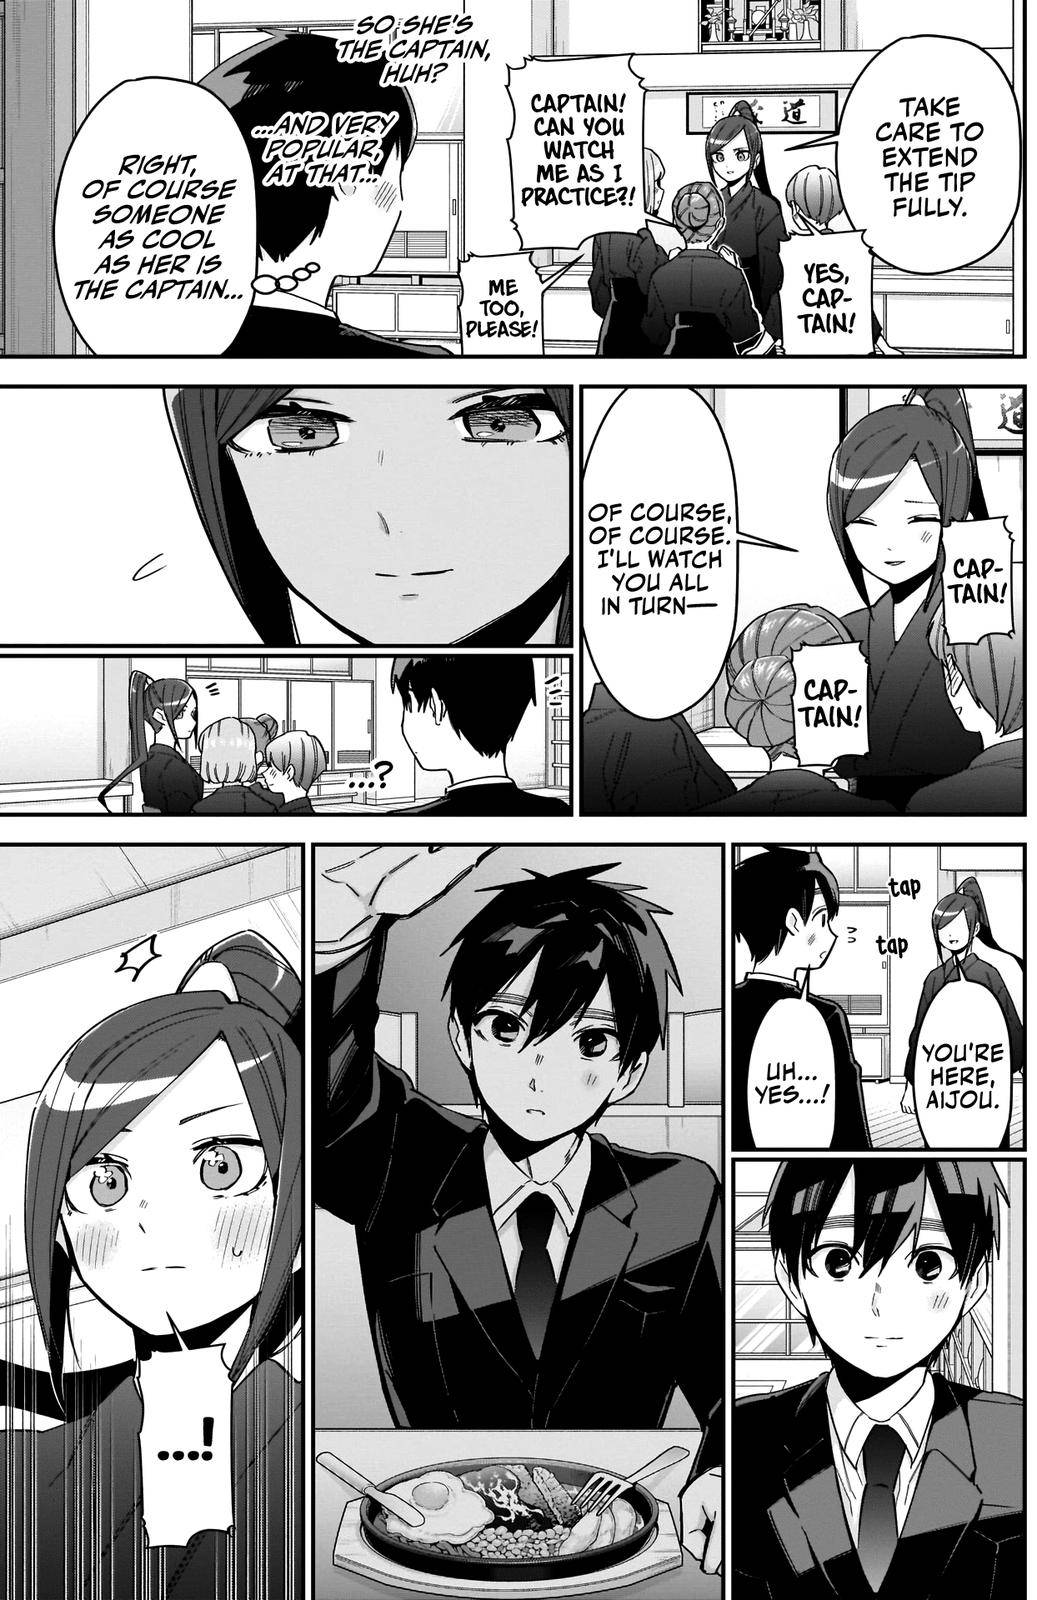 TAKE
CARE TO
EXTEND
THE TIP
FULLY.
道
YES,
CAP-
TAIN!
CAPTAIN!
CAN YOU
WATCH
ME AS I
PRACTICE?!
ME
TOO,
PLEASE!
SO SHE'S
THE CAPTAIN,
HUH?
...AND VERY
POPULAR,
AT THAT...
RIGHT,
OF COURSE
SOMEONE
AS COOL
AS HER IS
THE CAPTAIN...
道
CAP-
TAIN!
OF COURSE,
OF COURSE.
I'LL WATCH
YOU ALL
IN TURN—
CAP-
TAIN!
...?
tap
tap
YOU'RE
HERE,
AIJOU.
UH...
YES...!
...!